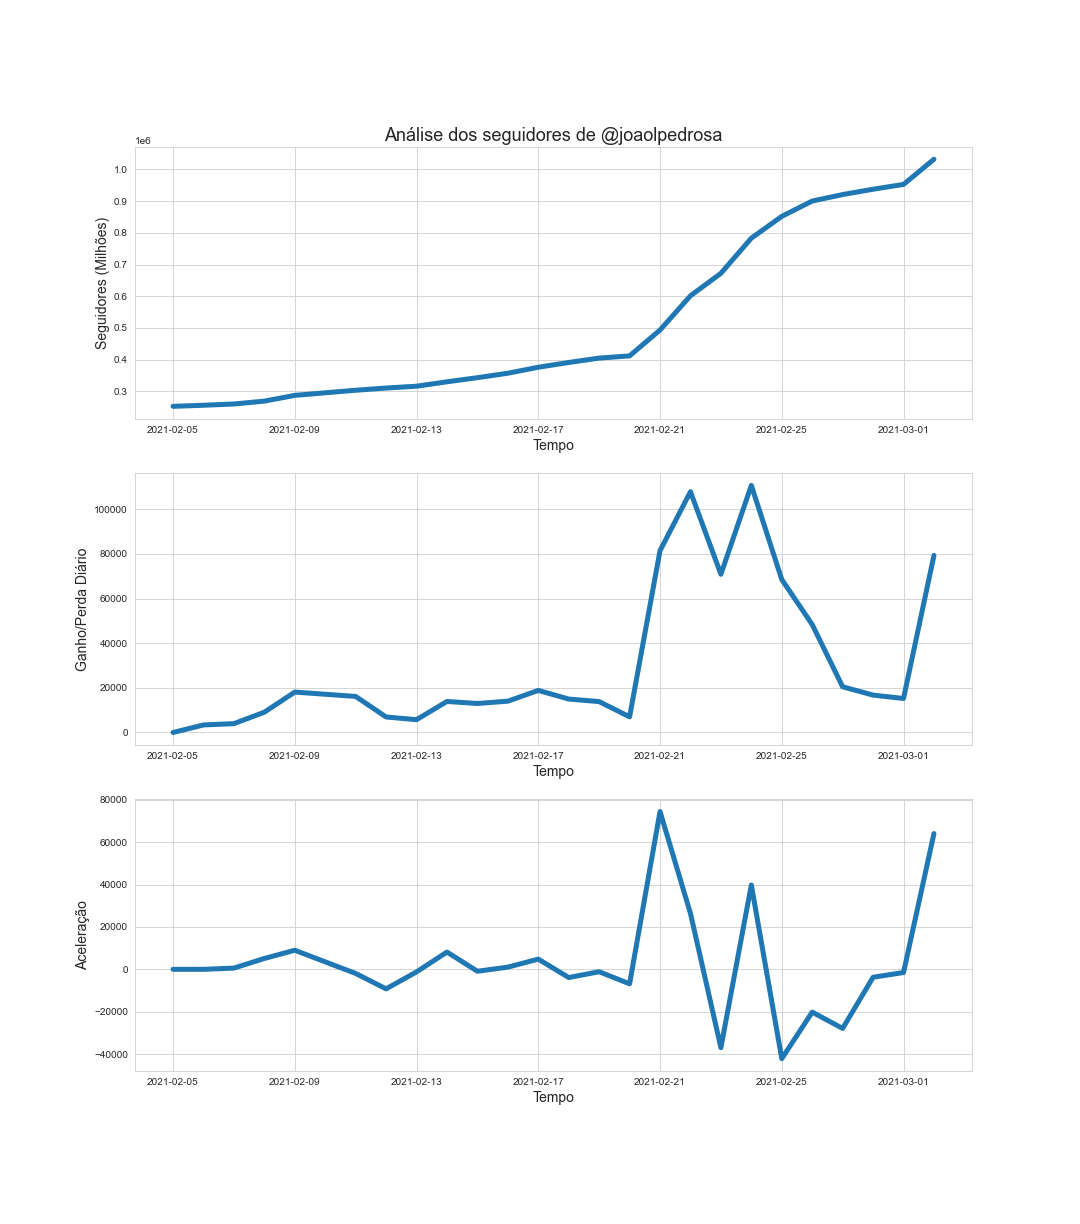 Análise dos seguidores de @joaolpedrosa
1e6
1.0
0.9
0.8
0.7
0.6
0.5
0.4
0.3
Seguidores (Milhões)
2021-02-05 2021-02-09 2021-02-13 2021-02-17 2021-02-21 2021-02-25 2021-03-01
Tempo
100000
80000
60000
40000
20000
0
Ganho/Perda Diário
2021-02-05 2021-02-09 2021-02-13 2021-02-17 2021-02-21 2021-02-25 2021-03-01
Tempo
80000
60000
40000
20000
0
−20000
−40000
Aceleração
2021-02-05 2021-02-09 2021-02-13 2021-02-17 2021-02-21 2021-02-25 2021-03-01
Tempo